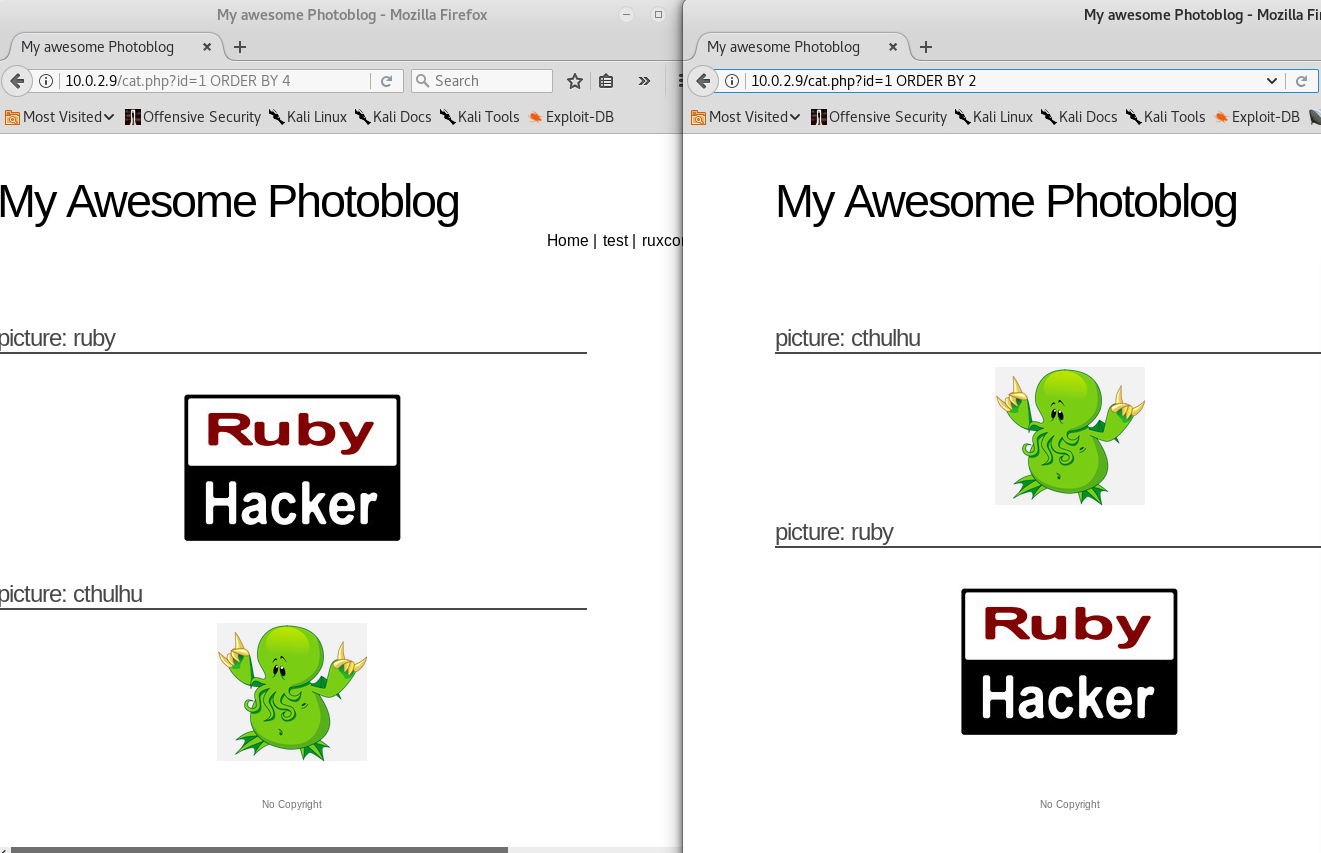 My awesome Photoblog - Mozilla Firefox
My awesome Photoblog
10.0.2.9/cat.php?id=1 ORDER BY 4
Search
Most Visited Offensive Security Kali Linux Kali Docs Kali Tools Exploit-DB
My Awesome Photoblog
Home | test |
picture: ruby
Ruby
Hacker
picture: cthulhu
No Copyright
My awesome Photoblog - Mozilla
My awesome Photoblog
10.0.2.9/cat.php?id=1 ORDER BY 2
Most Visited Offensive Security Kali Linux Kali Docs Kali Tools Exploit-DB
My Awesome Photoblog
picture: cthulhu
picture: ruby
Ruby
Hacker
No Copyright